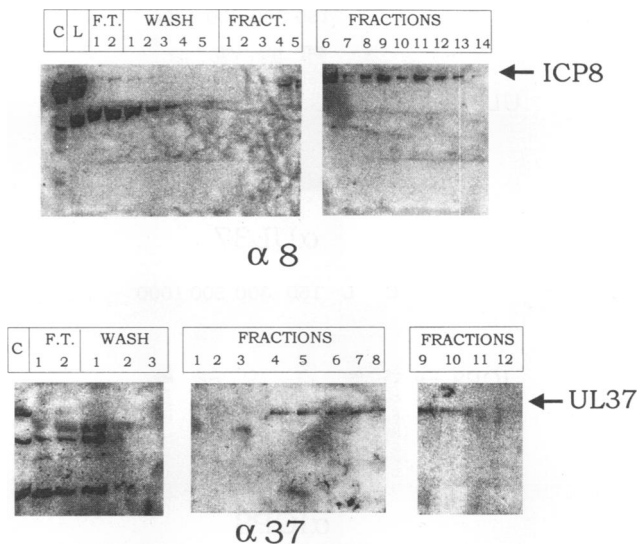 F.T. WASH FRACT.
C L 1 2 1 2 3 4 5 1 2 3 4 5
FRACTIONS
6 7 8 9 10 11 12 13 14
ICP8
α 8
F.T. WASH
C 1 2 1 2 3
FRACTIONS
1 2 3 4 5 6 7 8
FRACTIONS
9 10 11 12
UL37
α 37